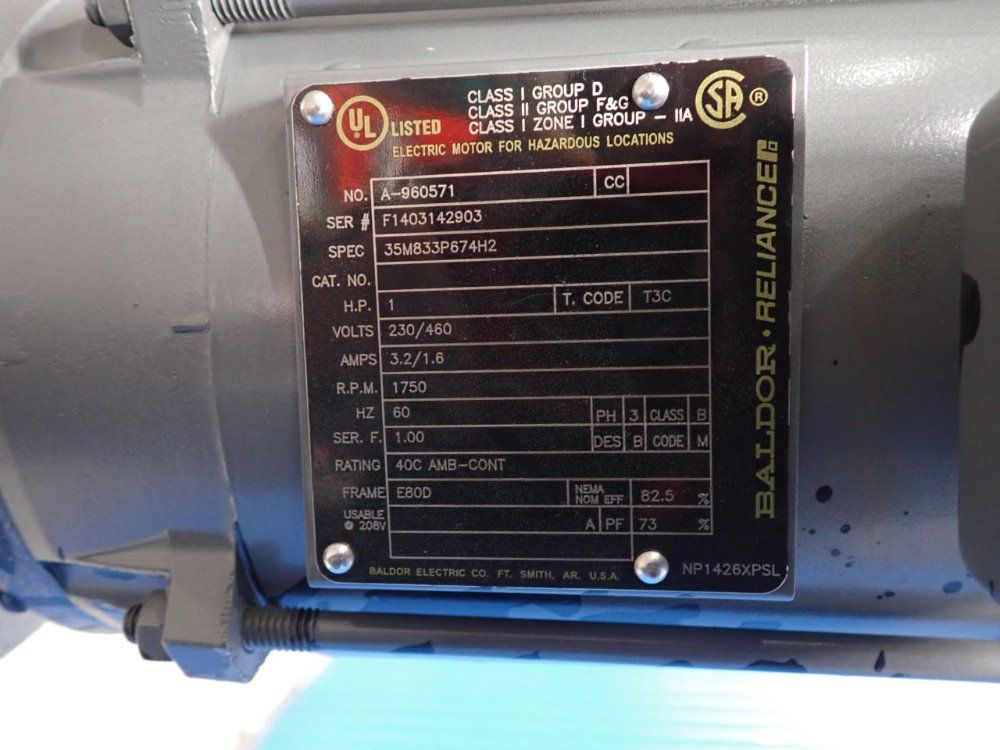 UL® LISTED
CLASS I GROUP D
CLASS II GROUP F&G
CLASS I ZONE I GROUP - IIA
SA ®
ELECTRIC MOTOR FOR HAZARDOUS LOCATIONS
NO. A-960571 CC
SER # F1403142903
SPEC 35M833P674H2
CAT. NO.
H.P. 1 T. CODE T3C
VOLTS 230/460
AMPS 3.2/1.6
R.P.M. 1750
HZ 60 PH 3 CLASS B
SER. F. 1.00 DES B CODE M
RATING 40C AMB-CONT
FRAME E80D NEMA NOM EFF 82.5 %
USABLE @ 208V A PF 73 %
BALDOR ELECTRIC CO. FT. SMITH, AR. U.S.A.
NP1426XPSL
BALDOR · RELIANCE